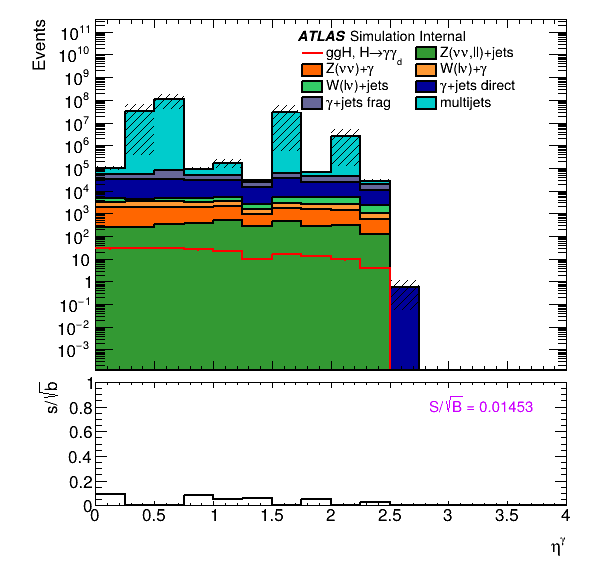 Events
10¹¹
10¹⁰
10⁹
10⁸
10⁷
10⁶
10⁵
10⁴
10³
10²
10
1
10⁻¹
10⁻²
10⁻³
ATLAS Simulation Internal
ggH, H→γγ_d
Z(νν,ll)+jets
Z(νν)+γ
W(lν)+γ
W(lν)+jets
γ+jets direct
γ+jets frag
multijets
s/√b
1
0.8
0.6
0.4
0.2
0
S/√B = 0.01453
0 0.5 1 1.5 2 2.5 3 3.5 4
η^γ